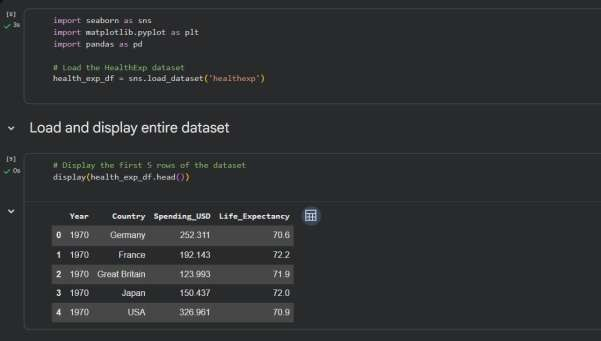 [8]
3s
import seaborn as sns
import matplotlib.pyplot as plt
import pandas as pd
# Load the HealthExp dataset
health_exp_df = sns.load_dataset('healthexp')
Load and display entire dataset
[9]
0s
# Display the first 5 rows of the dataset
display(health_exp_df.head())
Year Country Spending_USD Life_Expectancy
0 1970 Germany 252.311 70.6
1 1970 France 192.143 72.2
2 1970 Great Britain 123.993 71.9
3 1970 Japan 150.437 72.0
4 1970 USA 326.961 70.9